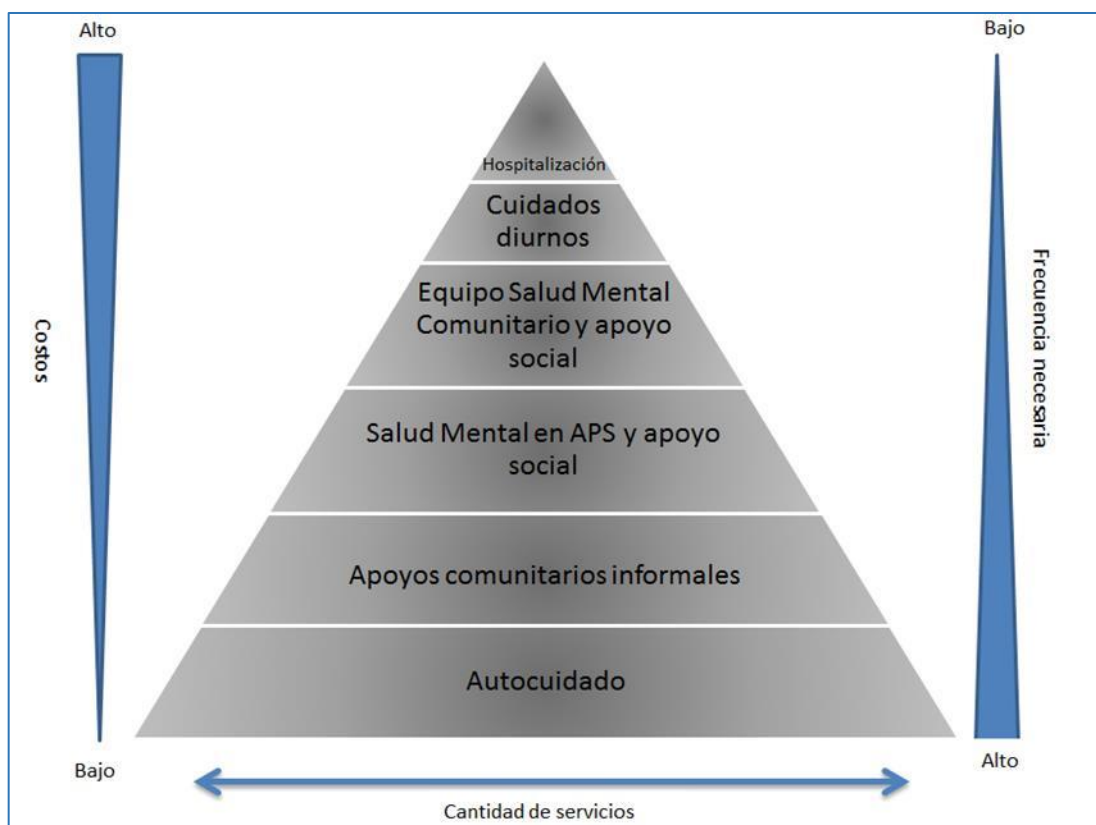 Alto
Bajo
Hospitalización
Cuidados
diurnos
Equipo Salud Mental
Comunitario y apoyo
social
Costos
Frecuencia necesaria
Salud Mental en APS y apoyo
social
Apoyos comunitarios informales
Autocuidado
Bajo
Alto
Cantidad de servicios